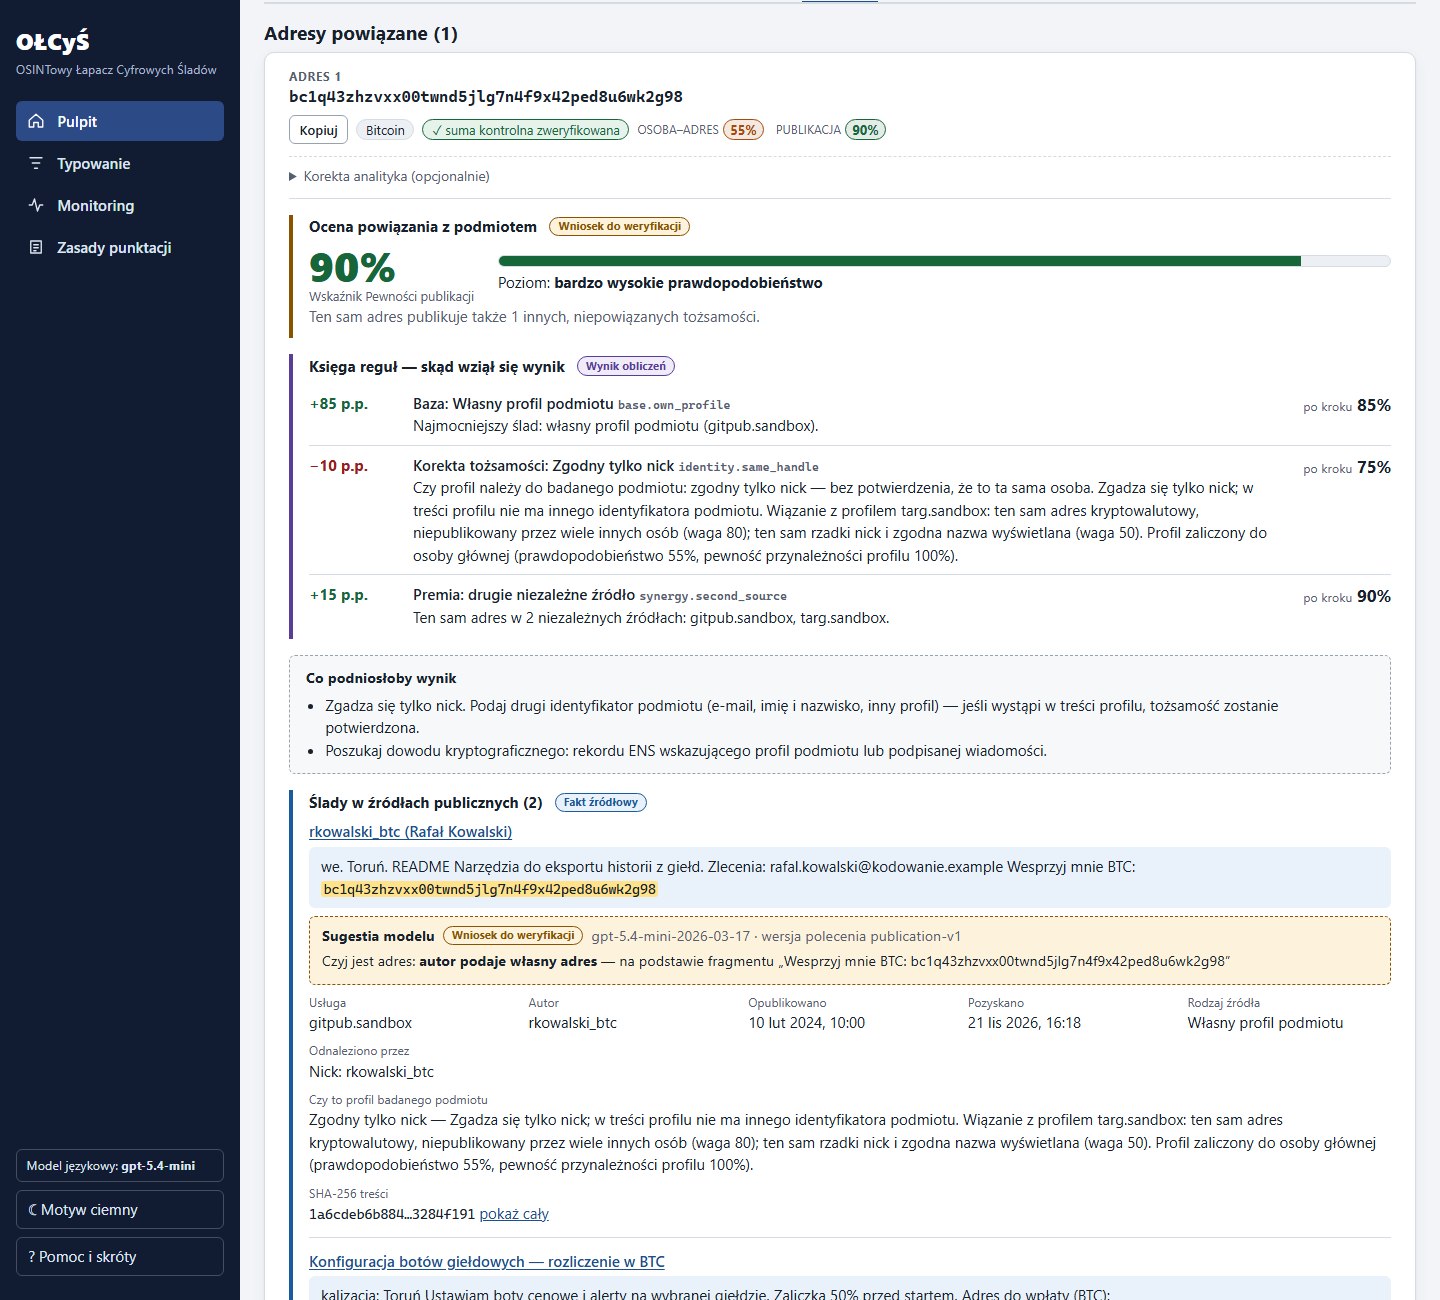 OŁCyŚ
OSINTowy Łapacz Cyfrowych Śladów
Pulpit
Typowanie
Monitoring
Zasady punktacji
Model językowy: gpt-5.4-mini
☾ Motyw ciemny
? Pomoc i skróty
Adresy powiązane (1)
ADRES 1
bc1q43zhzvxx00twnd5jlg7n4f9x42ped8u6wk2g98
Kopiuj Bitcoin ✓ suma kontrolna zweryfikowana OSOBA–ADRES 55% PUBLIKACJA 90%
▶ Korekta analityka (opcjonalnie)
Ocena powiązania z podmiotem Wniosek do weryfikacji
90%
Wskaźnik Pewności publikacji
Poziom: bardzo wysokie prawdopodobieństwo
Ten sam adres publikuje także 1 innych, niepowiązanych tożsamości.
Księga reguł — skąd wziął się wynik Wynik obliczeń
+85 p.p. Baza: Własny profil podmiotu base.own_profile po kroku 85%
Najmocniejszy ślad: własny profil podmiotu (gitpub.sandbox).
−10 p.p. Korekta tożsamości: Zgodny tylko nick identity.same_handle po kroku 75%
Czy profil należy do badanego podmiotu: zgodny tylko nick — bez potwierdzenia, że to ta sama osoba. Zgadza się tylko nick; w
treści profilu nie ma innego identyfikatora podmiotu. Wiązanie z profilem targ.sandbox: ten sam adres kryptowalutowy,
niepublikowany przez wiele innych osób (waga 80); ten sam rzadki nick i zgodna nazwa wyświetlana (waga 50). Profil zaliczony do
osoby głównej (prawdopodobieństwo 55%, pewność przynależności profilu 100%).
+15 p.p. Premia: drugie niezależne źródło synergy.second_source po kroku 90%
Ten sam adres w 2 niezależnych źródłach: gitpub.sandbox, targ.sandbox.
Co podniosłoby wynik
• Zgadza się tylko nick. Podaj drugi identyfikator podmiotu (e-mail, imię i nazwisko, inny profil) — jeśli wystąpi w treści profilu, tożsamość zostanie
potwierdzona.
• Poszukaj dowodu kryptograficznego: rekordu ENS wskazującego profil podmiotu lub podpisanej wiadomości.
Ślady w źródłach publicznych (2) Fakt źródłowy
rkowalski_btc (Rafał Kowalski)
we. Toruń. README Narzędzia do eksportu historii z giełd. Zlecenia: rafal.kowalski@kodowanie.example Wesprzyj mnie BTC:
bc1q43zhzvxx00twnd5jlg7n4f9x42ped8u6wk2g98
Sugestia modelu Wniosek do weryfikacji gpt-5.4-mini-2026-03-17 · wersja polecenia publication-v1
Czyj jest adres: autor podaje własny adres — na podstawie fragmentu „Wesprzyj mnie BTC: bc1q43zhzvxx00twnd5jlg7n4f9x42ped8u6wk2g98”
Usługa Autor Opublikowano Pozyskano Rodzaj źródła
gitpub.sandbox rkowalski_btc 10 lut 2024, 10:00 21 lis 2026, 16:18 Własny profil podmiotu
Odnaleziono przez
Nick: rkowalski_btc
Czy to profil badanego podmiotu
Zgodny tylko nick — Zgadza się tylko nick; w treści profilu nie ma innego identyfikatora podmiotu. Wiązanie z profilem targ.sandbox: ten sam adres
kryptowalutowy, niepublikowany przez wiele innych osób (waga 80); ten sam rzadki nick i zgodna nazwa wyświetlana (waga 50). Profil zaliczony do osoby głównej
(prawdopodobieństwo 55%, pewność przynależności profilu 100%).
SHA-256 treści
1a6cdeb6b884…3284f191 pokaż cały
Konfiguracja botów giełdowych — rozliczenie w BTC
kalizacja: Toruń Ustawiam boty cenowe i alerty na wybranej giełdzie. Zaliczka 50% przed startem. Adres do wpłaty (BTC):